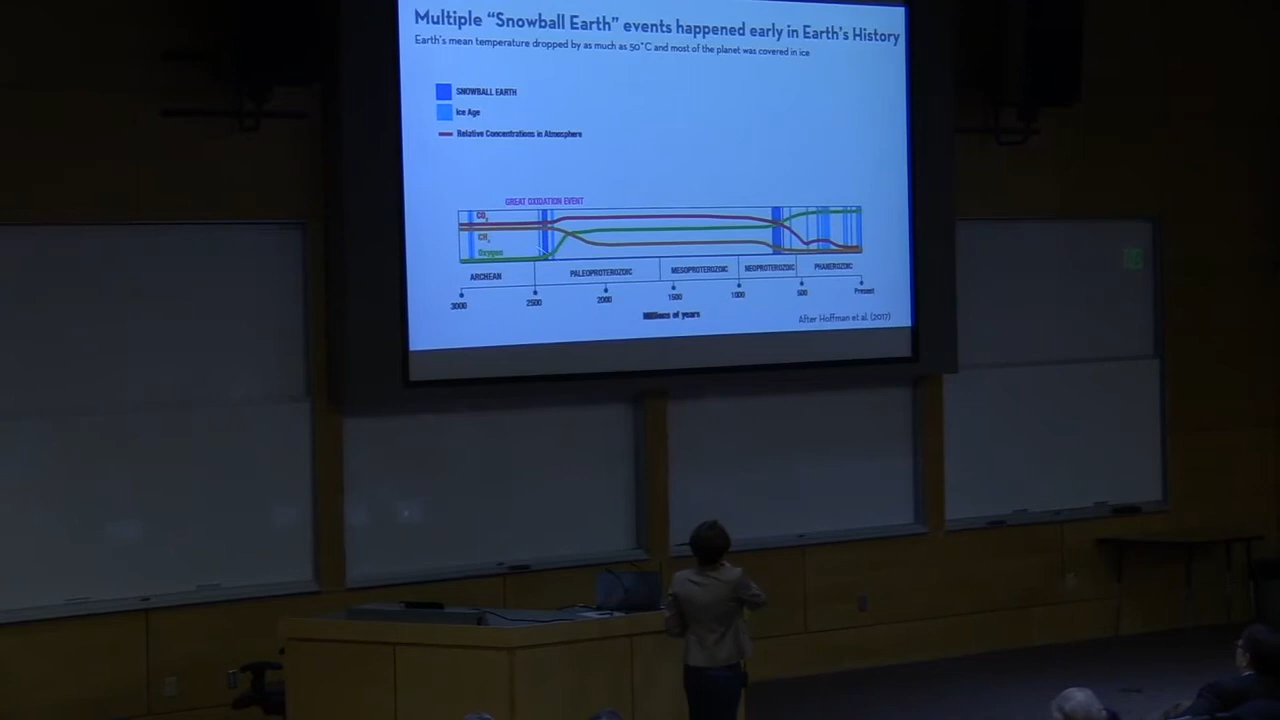 Multiple “Snowball Earth” events happened early in Earth’s History
Earth’s mean temperature dropped by as much as 50°C and most of the planet was covered in ice
SNOWBALL EARTH
Ice Age
Relative Concentrations in Atmosphere
GREAT OXIDATION EVENT
CO₂
CH₄
Oxygen
ARCHEAN PALEOPROTEROZOIC MESOPROTEROZOIC NEOPROTEROZOIC PHANEROZOIC
3000 2500 2000 1500 1000 500 Present
Millions of years
After Hoffman et al. (2017)